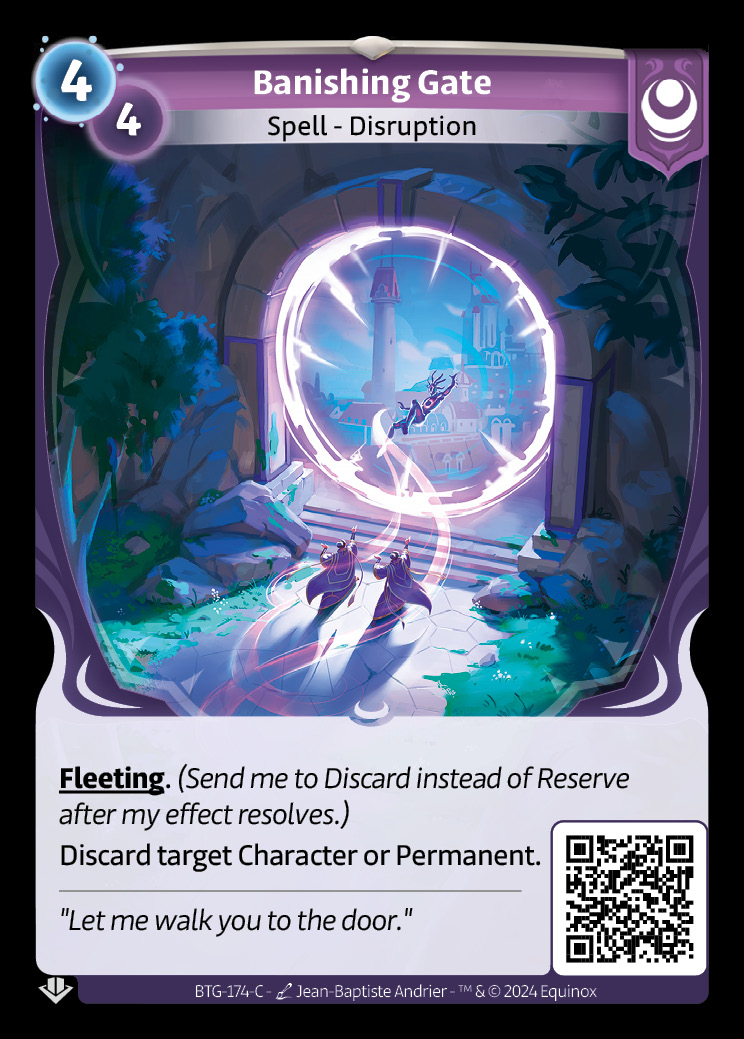 4
Banishing Gate
4
Spell - Disruption
Fleeting. (Send me to Discard instead of Reserve
after my effect resolves.)
Discard target Character or Permanent.
"Let me walk you to the door."
BTG-174-C - Jean-Baptiste Andrier - ™ & © 2024 Equinox